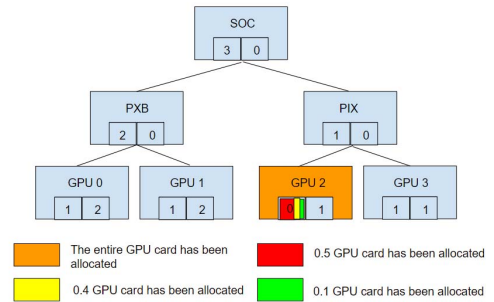 SOC
3 0
PXB PIX
2 0 1 0
GPU 0 GPU 1 GPU 2 GPU 3
1 2 1 2 0 1 1 1
The entire GPU card has been
allocated
0.5 GPU card has been allocated
0.4 GPU card has been allocated
0.1 GPU card has been allocated